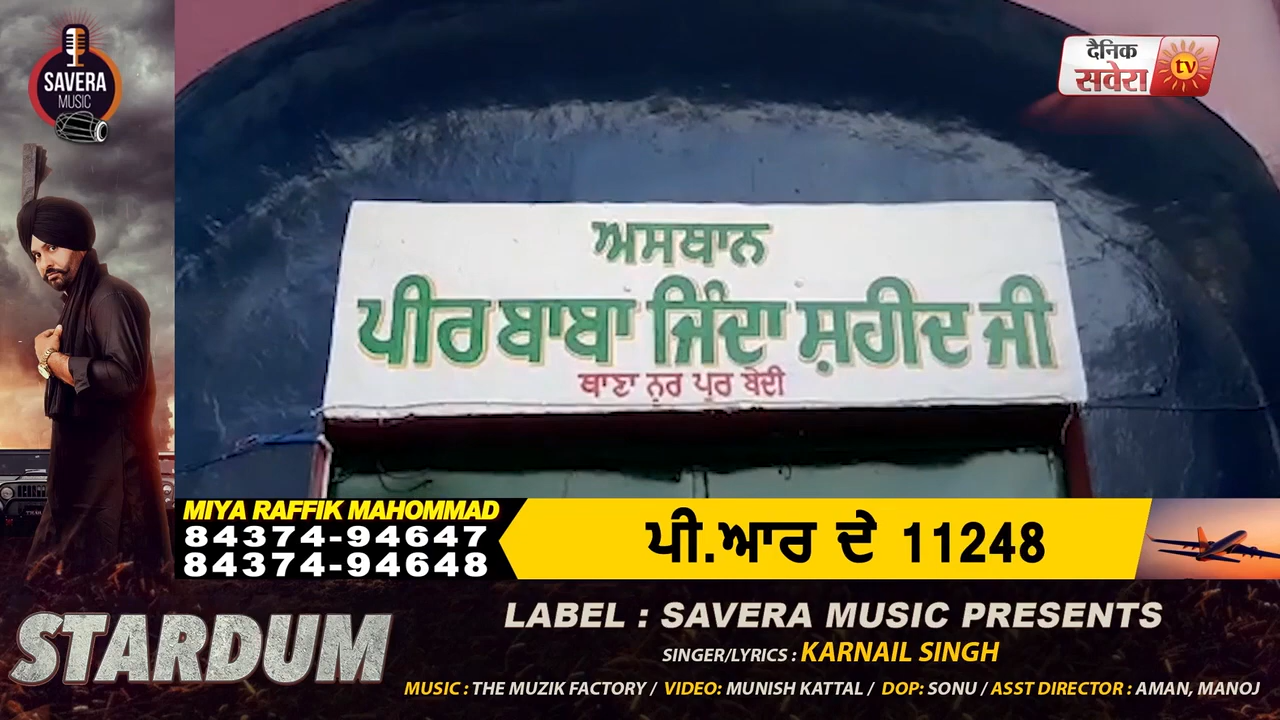 SAVERA
MUSIC
दैनिक
सवेरा
tv
ਅਸਥਾਨ
ਪੀਰ ਬਾਬਾ ਜਿੰਦਾ ਸ਼ਹੀਦ ਜੀ
ਥਾਣਾ ਨੂਰ ਪੁਰ ਬੇਦੀ
MIYA RAFFIK MAHOMMAD
84374-94647
84374-94648
ਪੀ.ਆਰ ਦੇ 11248
STARDUM
LABEL : SAVERA MUSIC PRESENTS
SINGER/LYRICS : KARNAIL SINGH
MUSIC : THE MUZIK FACTORY / VIDEO: MUNISH KATTAL / DOP: SONU / ASST DIRECTOR : AMAN, MANOJ